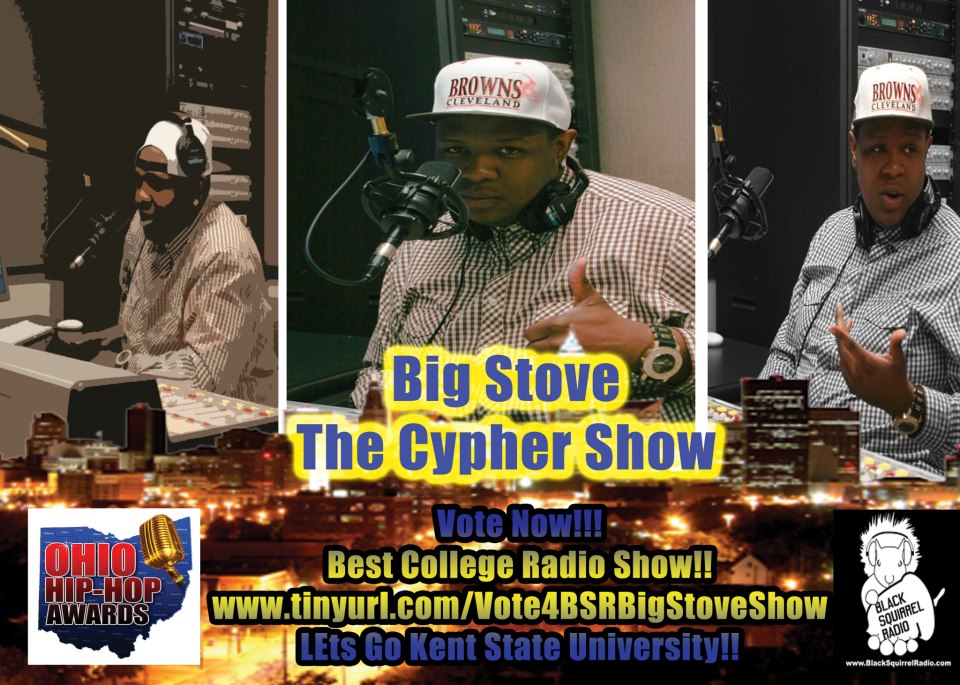 BROWNS
CLEVELAND
BROWNS
CLEVELAND
Big Stove
The Cypher Show
Vote Now!!!
Best College Radio Show!!
www.tinyurl.com/Vote4BSRBigStoveShow
LEts Go Kent State University!!
OHIO
HIP-HOP
AWARDS
BLACK
SQUIRREL
RADIO
www.BlackSquirrelRadio.com